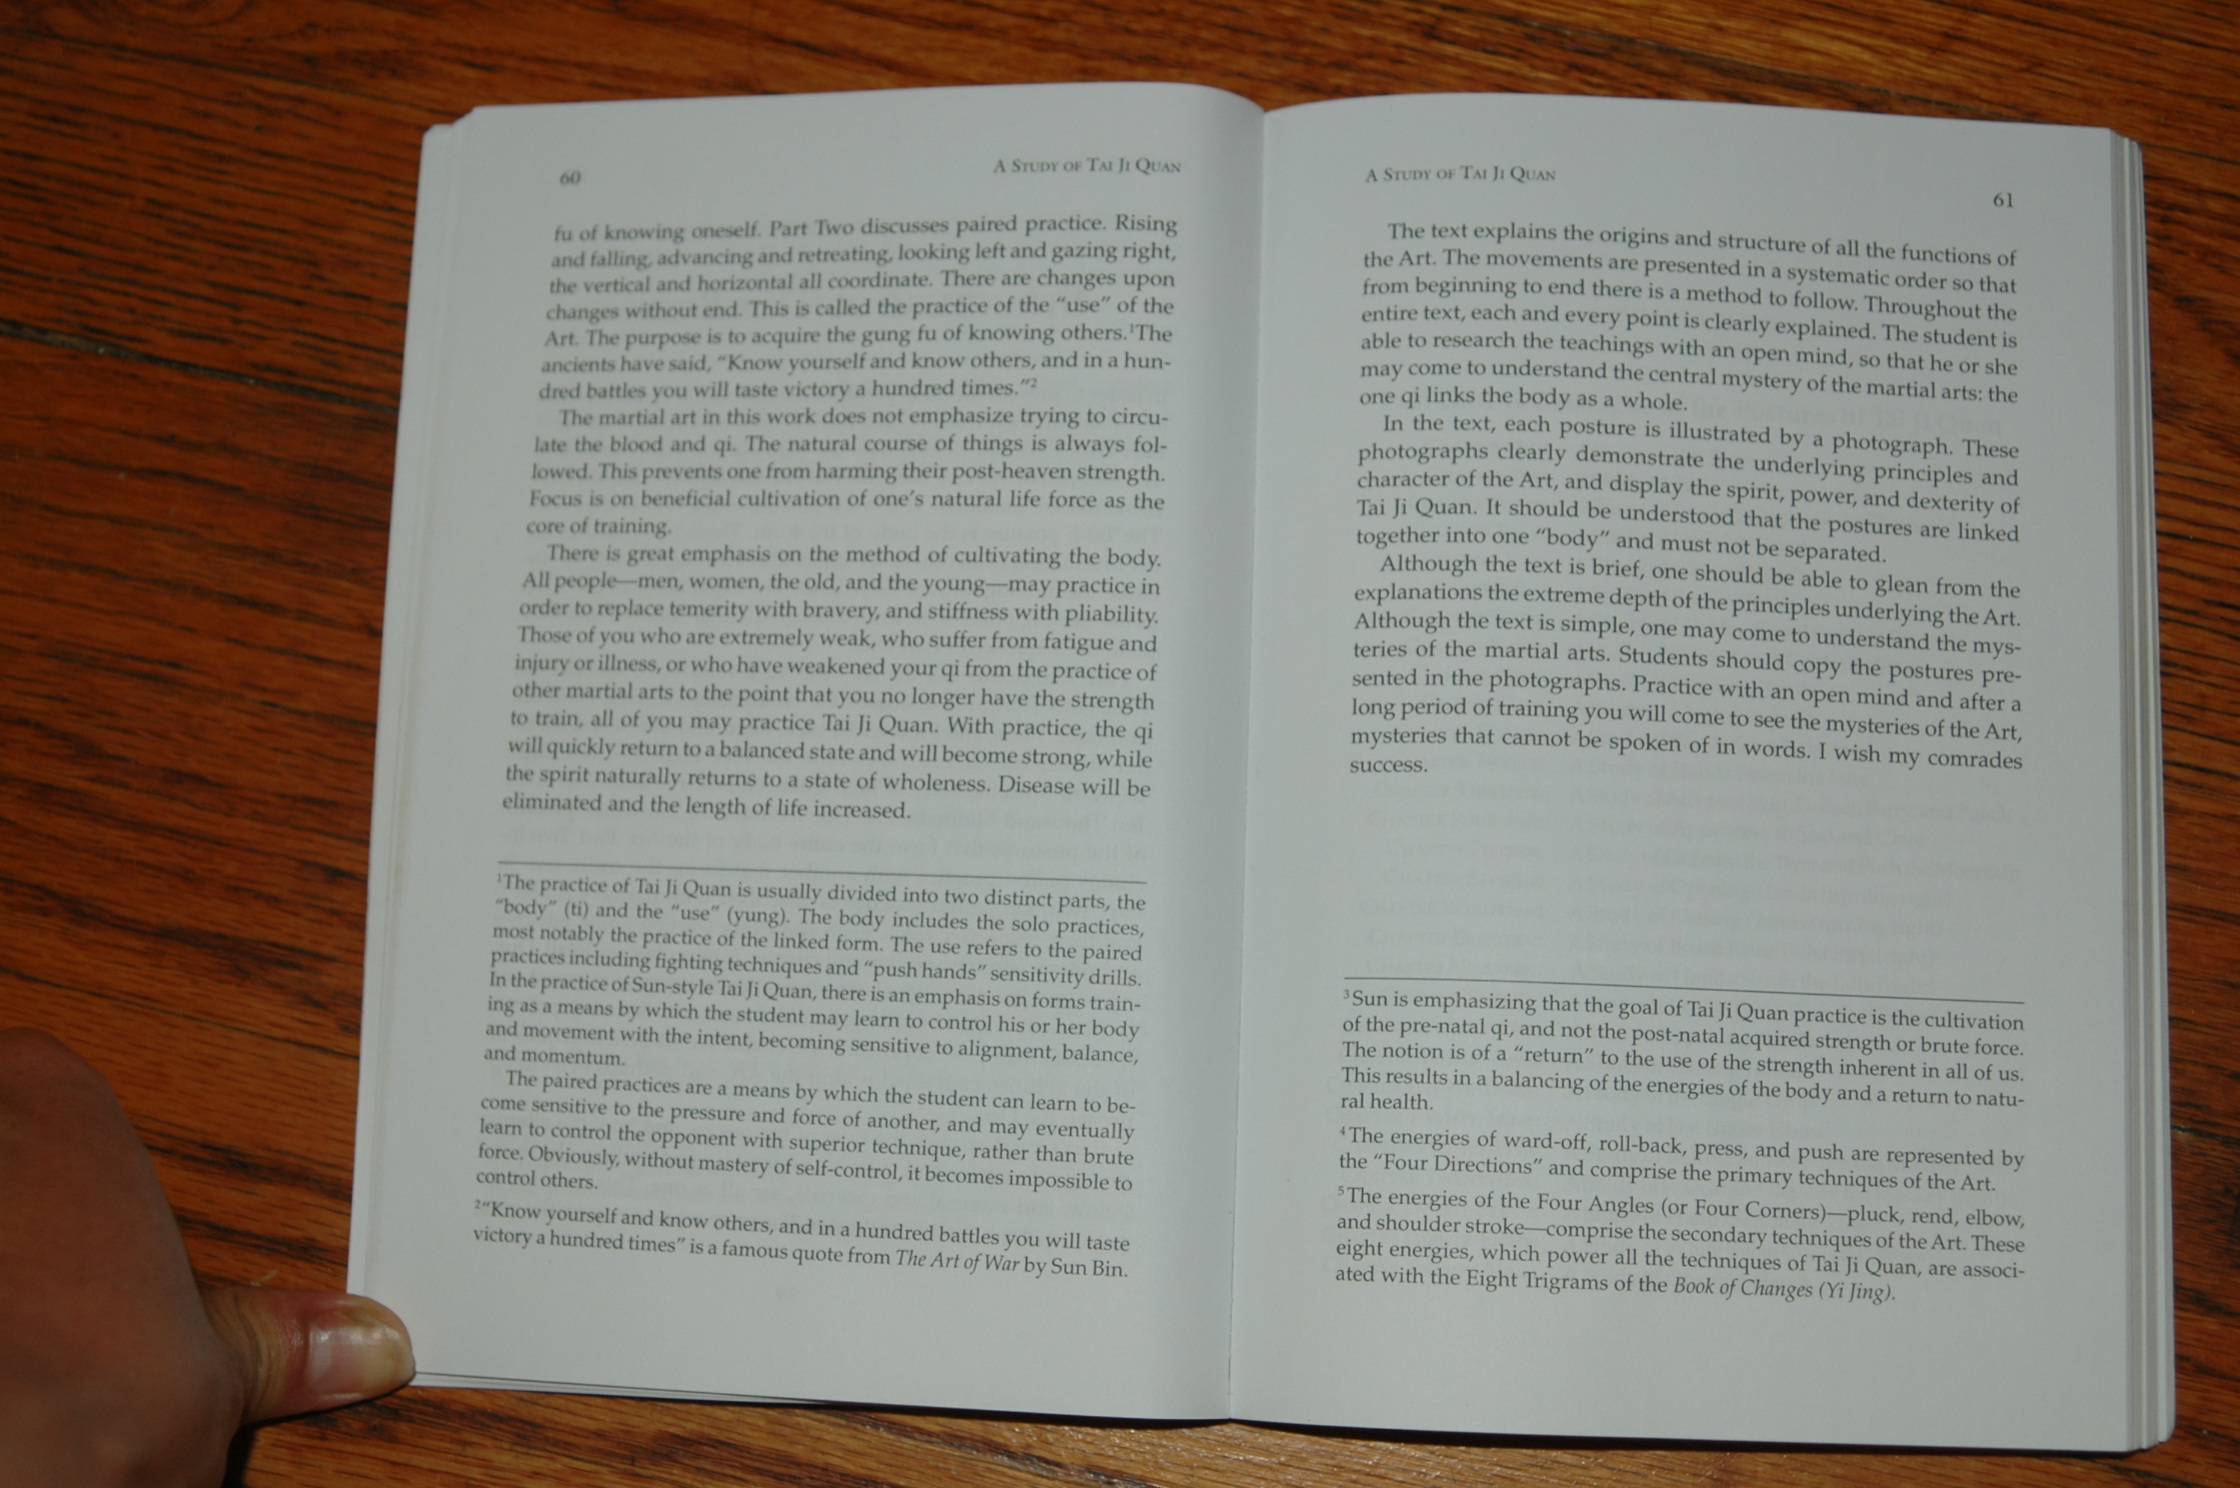 60
A STUDY OF TAI JI QUAN
fu of knowing oneself. Part Two discusses paired practice. Rising
and falling, advancing and retreating, looking left and gazing right,
the vertical and horizontal all coordinate. There are changes upon
changes without end. This is called the practice of the “use” of the
Art. The purpose is to acquire the gung fu of knowing others.¹The
ancients have said, “Know yourself and know others, and in a hun-
dred battles you will taste victory a hundred times.”²
The martial art in this work does not emphasize trying to circu-
late the blood and qi. The natural course of things is always fol-
lowed. This prevents one from harming their post-heaven strength.
Focus is on beneficial cultivation of one’s natural life force as the
core of training.
There is great emphasis on the method of cultivating the body.
All people—men, women, the old, and the young—may practice in
order to replace temerity with bravery, and stiffness with pliability.
Those of you who are extremely weak, who suffer from fatigue and
injury or illness, or who have weakened your qi from the practice of
other martial arts to the point that you no longer have the strength
to train, all of you may practice Tai Ji Quan. With practice, the qi
will quickly return to a balanced state and will become strong, while
the spirit naturally returns to a state of wholeness. Disease will be
eliminated and the length of life increased.
¹The practice of Tai Ji Quan is usually divided into two distinct parts, the
“body” (ti) and the “use” (yung). The body includes the solo practices,
most notably the practice of the linked form. The use refers to the paired
practices including fighting techniques and “push hands” sensitivity drills.
In the practice of Sun-style Tai Ji Quan, there is an emphasis on forms train-
ing as a means by which the student may learn to control his or her body
and movement with the intent, becoming sensitive to alignment, balance,
and momentum.
The paired practices are a means by which the student can learn to be-
come sensitive to the pressure and force of another, and may eventually
learn to control the opponent with superior technique, rather than brute
force. Obviously, without mastery of self-control, it becomes impossible to
control others.
²“Know yourself and know others, and in a hundred battles you will taste
victory a hundred times” is a famous quote from The Art of War by Sun Bin.
A STUDY OF TAI JI QUAN
61
The text explains the origins and structure of all the functions of
the Art. The movements are presented in a systematic order so that
from beginning to end there is a method to follow. Throughout the
entire text, each and every point is clearly explained. The student is
able to research the teachings with an open mind, so that he or she
may come to understand the central mystery of the martial arts: the
one qi links the body as a whole.
In the text, each posture is illustrated by a photograph. These
photographs clearly demonstrate the underlying principles and
character of the Art, and display the spirit, power, and dexterity of
Tai Ji Quan. It should be understood that the postures are linked
together into one “body” and must not be separated.
Although the text is brief, one should be able to glean from the
explanations the extreme depth of the principles underlying the Art.
Although the text is simple, one may come to understand the mys-
teries of the martial arts. Students should copy the postures pre-
sented in the photographs. Practice with an open mind and after a
long period of training you will come to see the mysteries of the Art,
mysteries that cannot be spoken of in words. I wish my comrades
success.
³Sun is emphasizing that the goal of Tai Ji Quan practice is the cultivation
of the pre-natal qi, and not the post-natal acquired strength or brute force.
The notion is of a “return” to the use of the strength inherent in all of us.
This results in a balancing of the energies of the body and a return to natu-
ral health.
⁴The energies of ward-off, roll-back, press, and push are represented by
the “Four Directions” and comprise the primary techniques of the Art.
⁵The energies of the Four Angles (or Four Corners)—pluck, rend, elbow,
and shoulder stroke—comprise the secondary techniques of the Art. These
eight energies, which power all the techniques of Tai Ji Quan, are associ-
ated with the Eight Trigrams of the Book of Changes (Yi Jing).